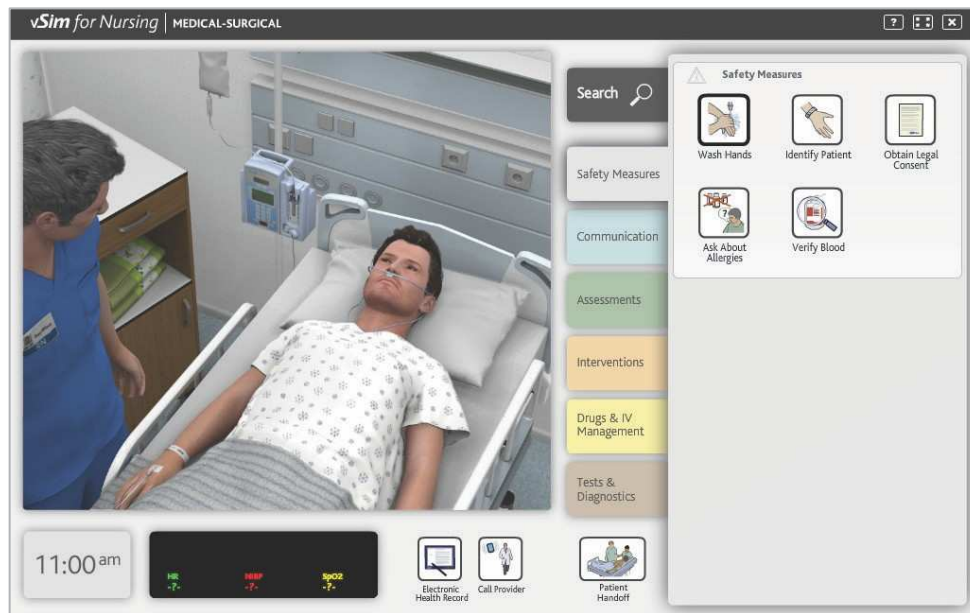 vSim for Nursing | MEDICAL-SURGICAL
?
Search
Safety Measures
Communication
Assessments
Interventions
Drugs & IV
Management
Tests &
Diagnostics
Safety Measures
Wash Hands
Identify Patient
Obtain Legal
Consent
Ask About
Allergies
Verify Blood
11:00 am
HR
-?-
NIBP
-?-
SpO2
-?-
Electronic
Health Record
Call Provider
Patient
Handoff